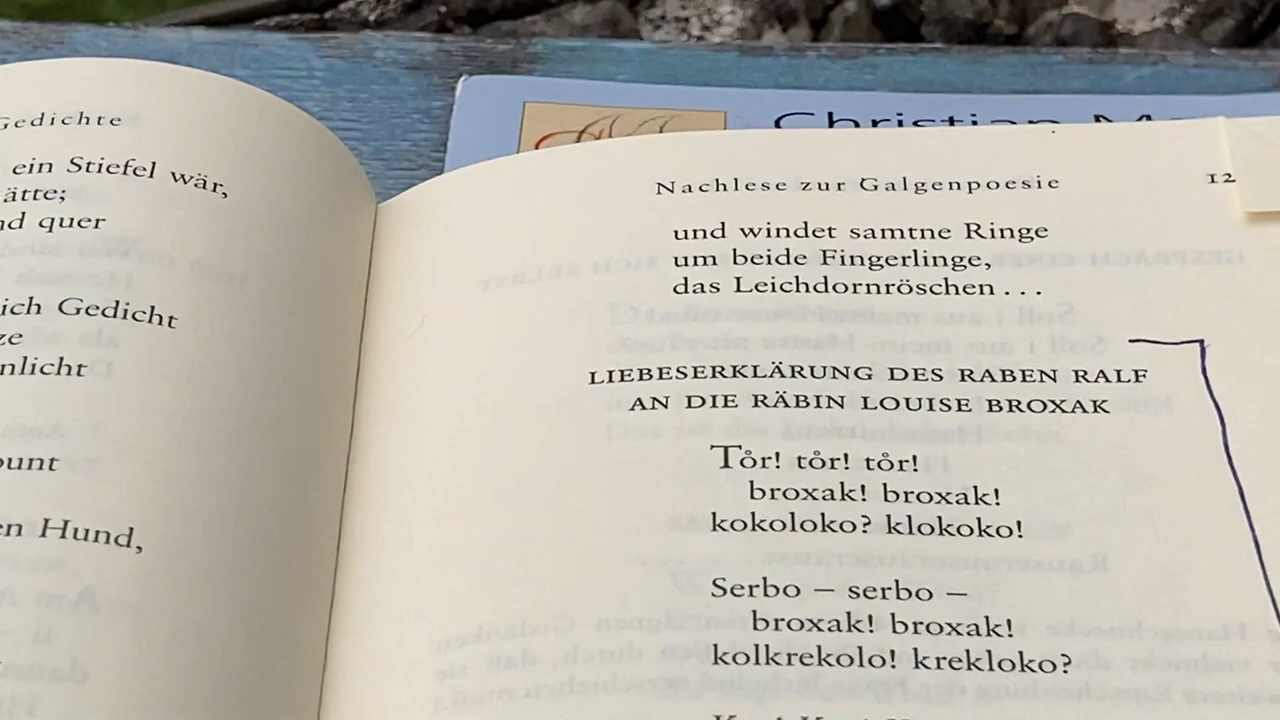 Gedichte
ein Stiefel wär,
ätte;
nd quer
ich Gedicht
ze
nlicht
ount
en Hund,
Christian
Nachlese zur Galgenpoesie 12
und windet samtne Ringe
um beide Fingerlinge,
das Leichdornröschen . . .
LIEBESERKLÄRUNG DES RABEN RALF
AN DIE RÄBIN LOUISE BROXAK
Tôr! tôr! tôr!
broxak! broxak!
kokoloko? klokoko!
Serbo – serbo –
broxak! broxak!
kolkrekolo! krekloko?